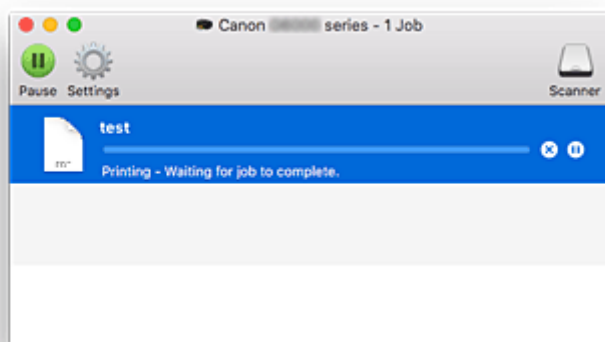 Canon series - 1 Job
Pause Settings Scanner
test
Printing - Waiting for job to complete.